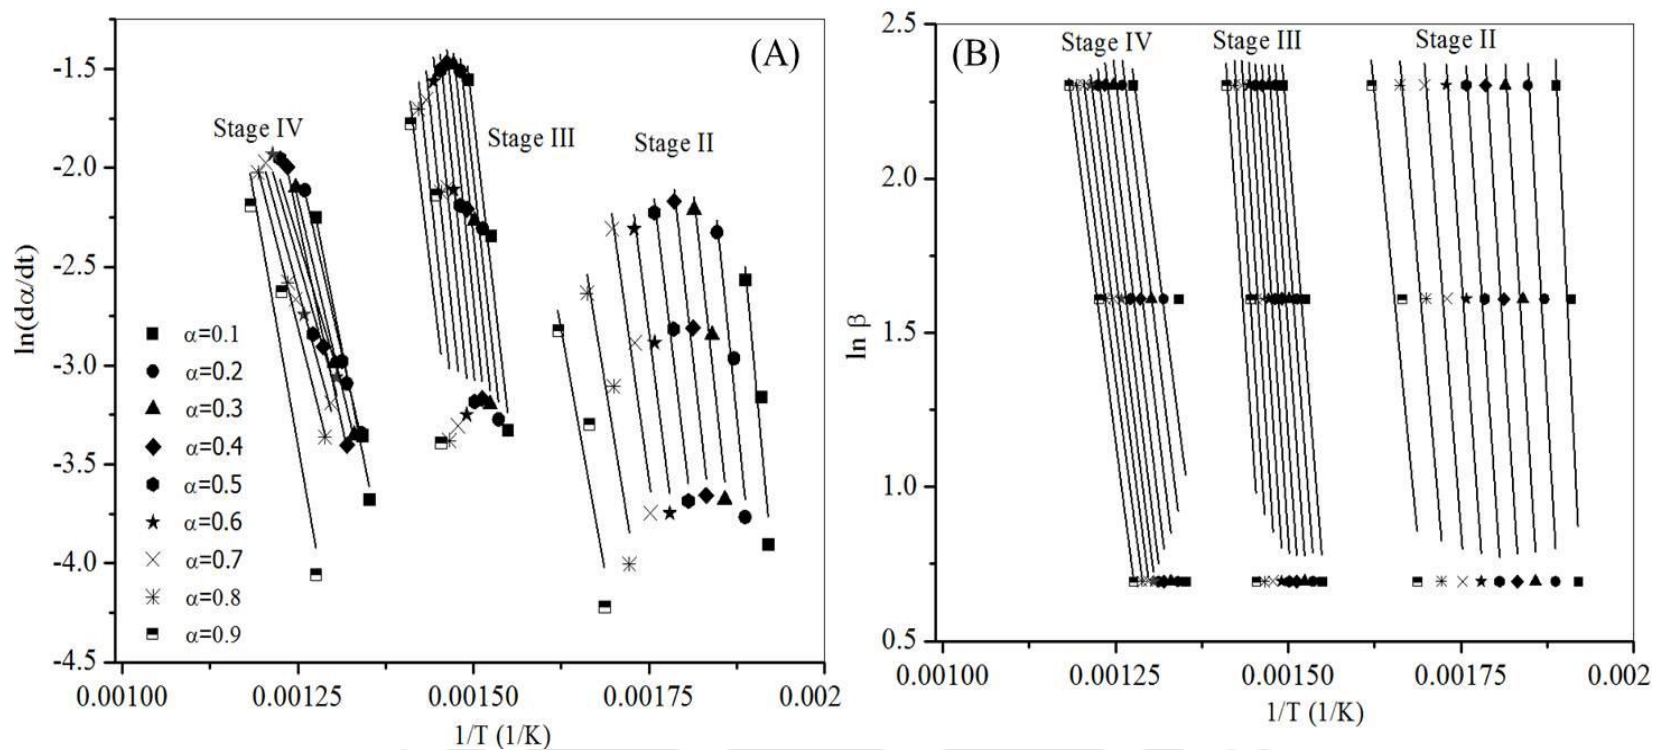 (A)
Stage IV
Stage III
Stage II
-1.5
-2.0
-2.5
-3.0
-3.5
-4.0
-4.5
ln(dα/dt)
α=0.1
α=0.2
α=0.3
α=0.4
α=0.5
α=0.6
α=0.7
α=0.8
α=0.9
0.00100
0.00125
0.00150
0.00175
0.002
1/T (1/K)
(B)
Stage IV
Stage III
Stage II
2.5
2.0
1.5
1.0
0.5
ln β
0.00100
0.00125
0.00150
0.00175
0.002
1/T (1/K)